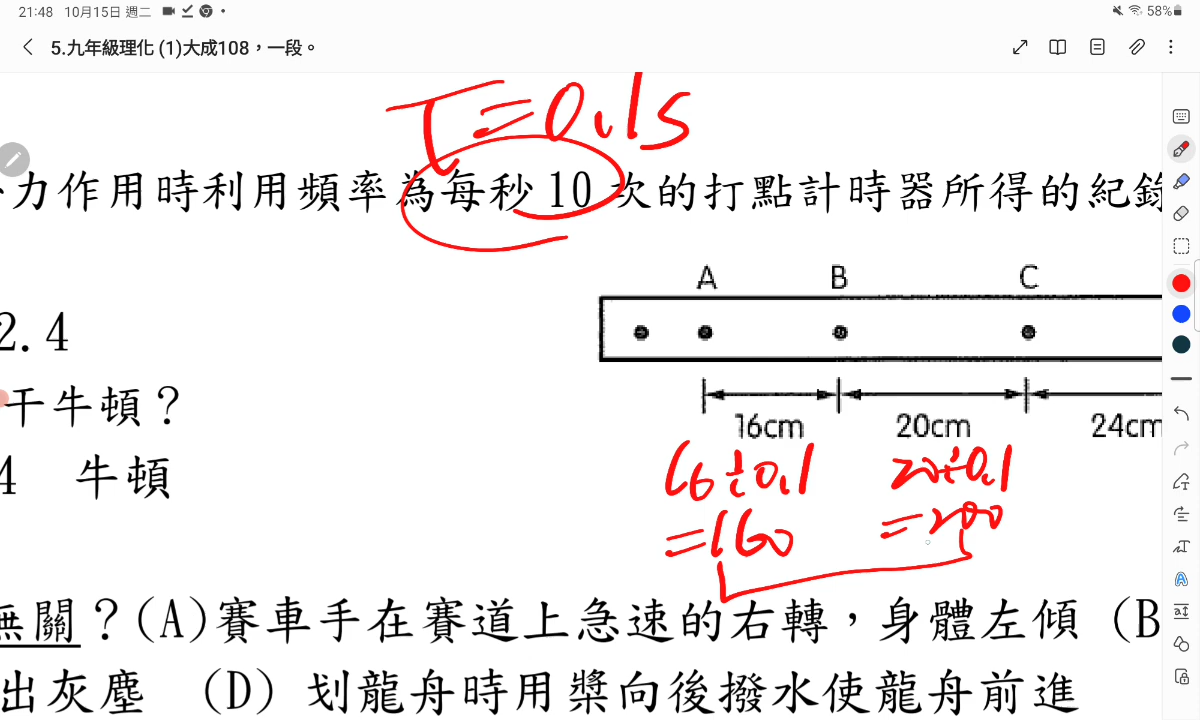 21:48 10月15日 週二
58%
5.九年級理化 (1)大成108，一段。
T=0.1s
力作用時利用頻率為每秒 10 次的打點計時器所得的紀錄
A B C
2.4
干牛頓？
16cm 20cm 24cm
4 牛頓
16÷0.1 20÷0.1
=160 =200
無關？(A)賽車手在賽道上急速的右轉，身體左傾 (B
出灰塵 (D) 划龍舟時用槳向後撥水使龍舟前進